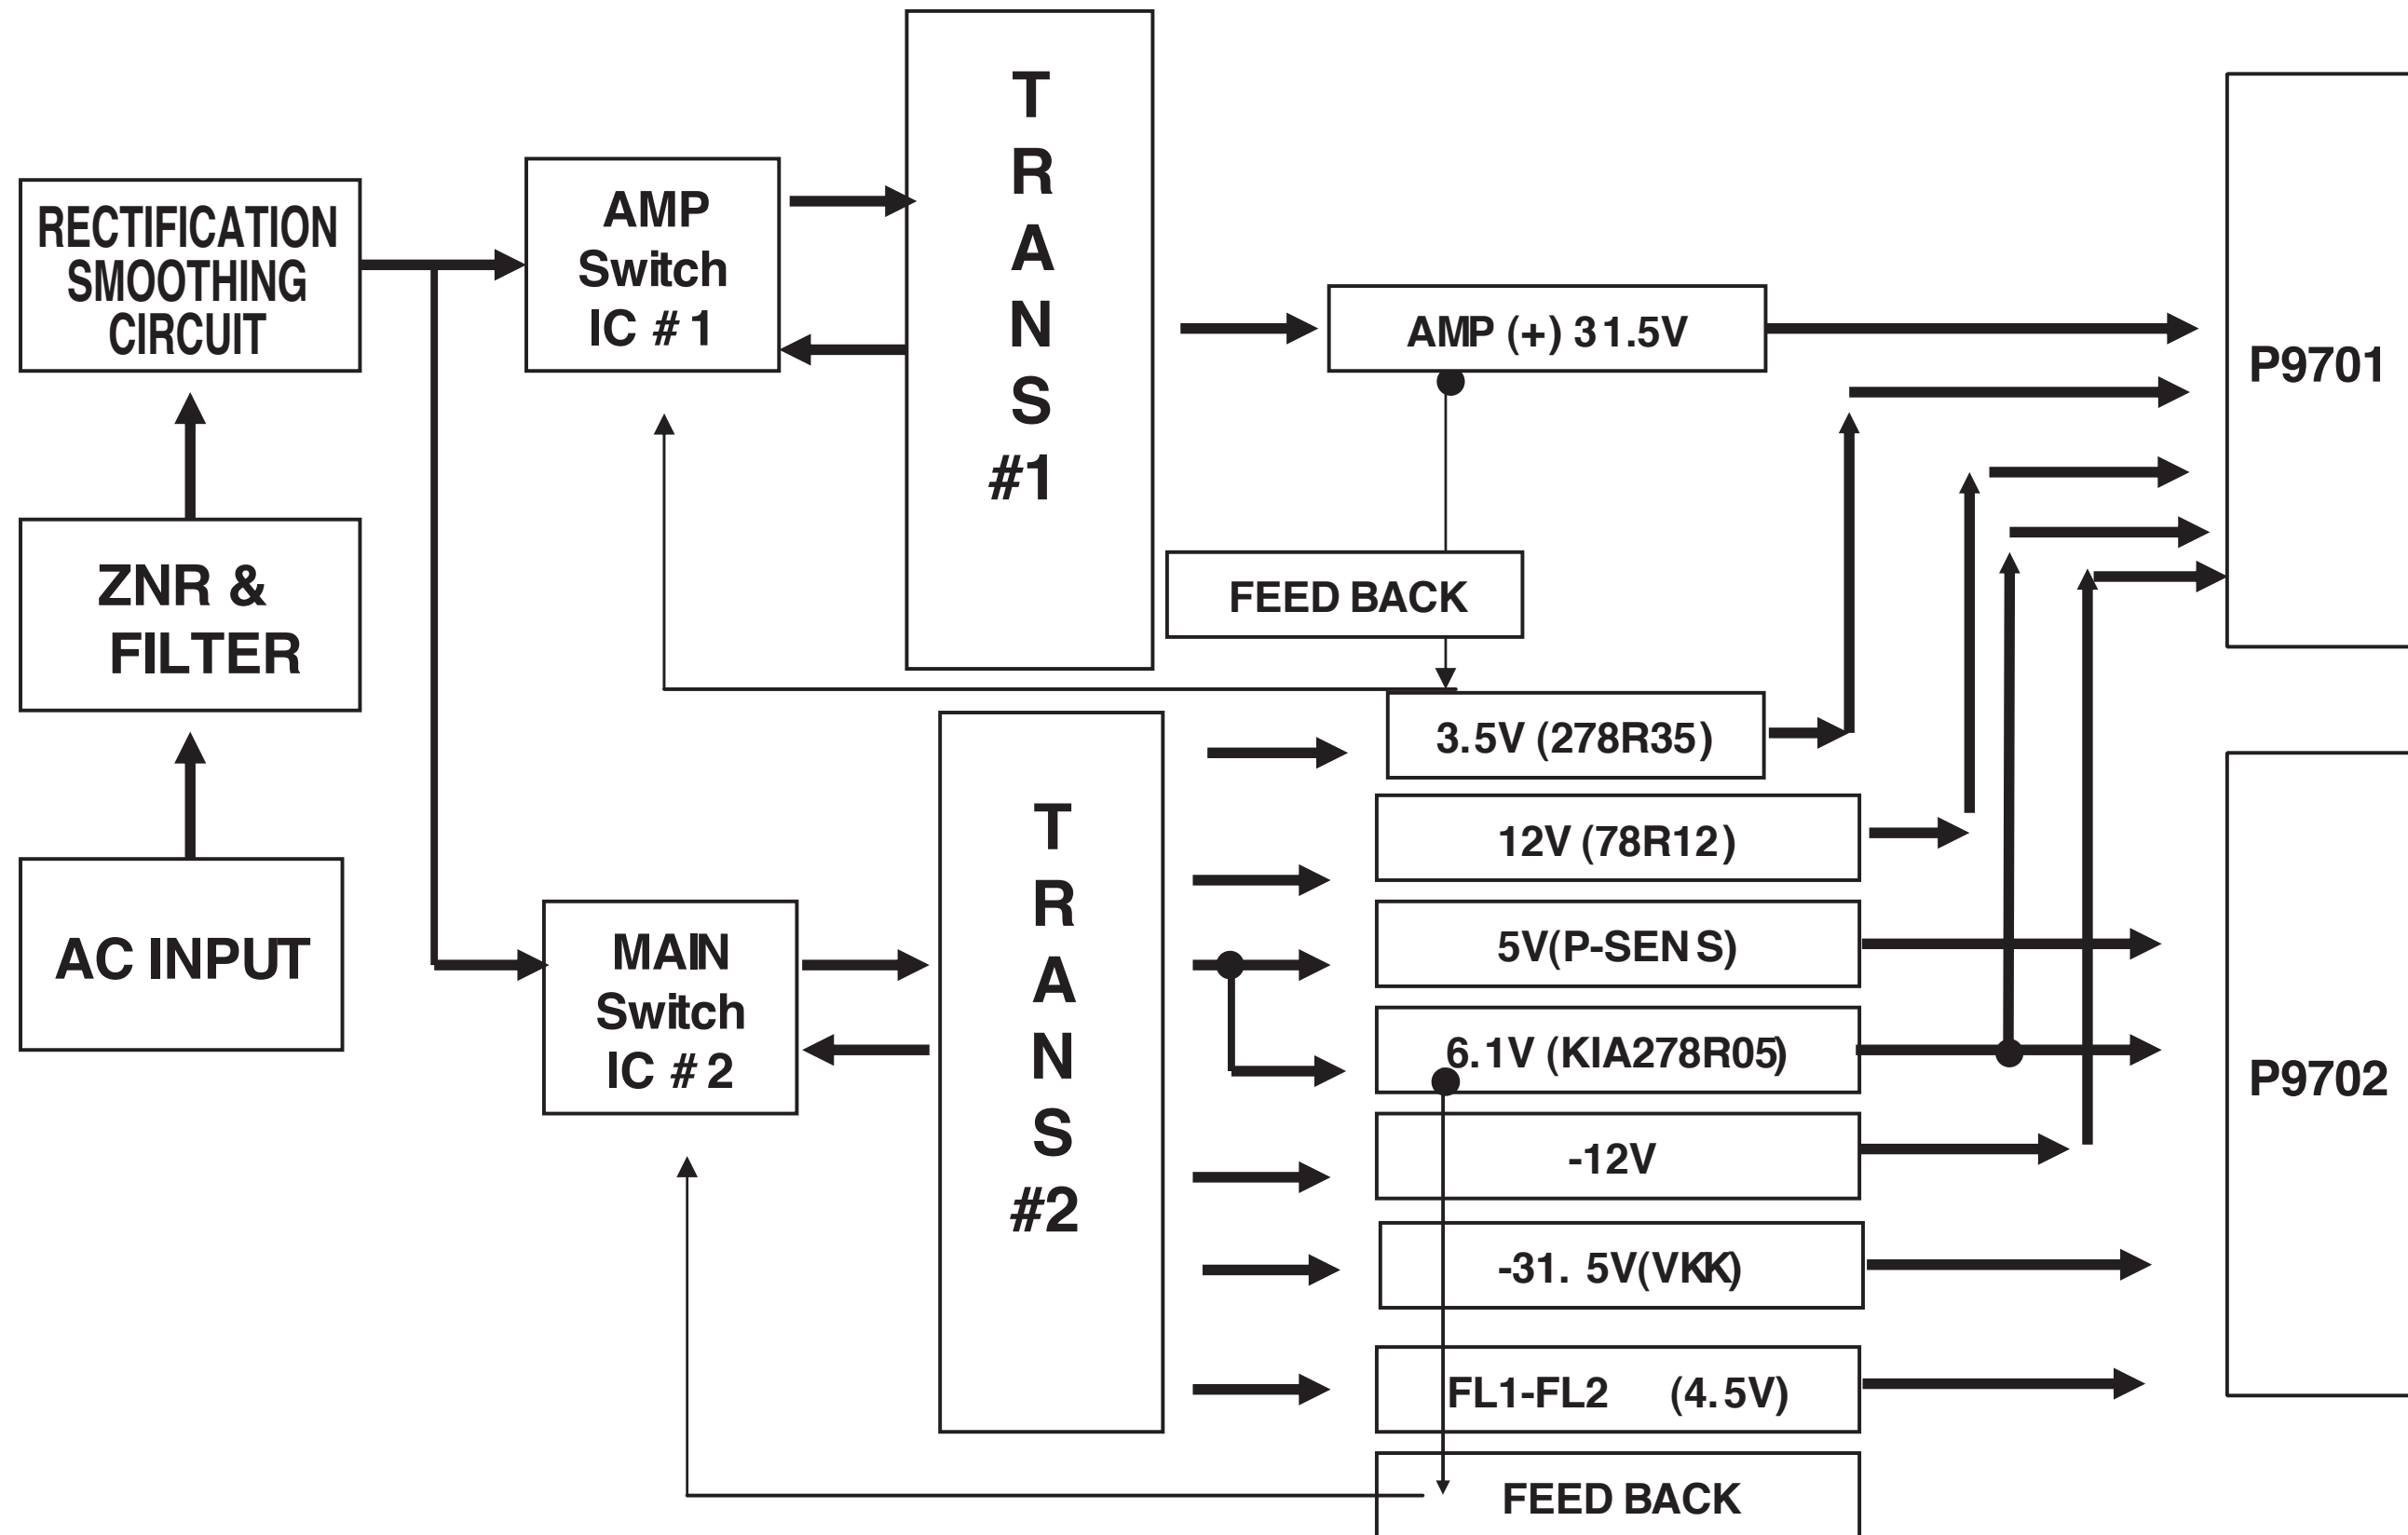 RECTIFICATION
SMOOTHING
CIRCUIT
ZNR &
FILTER
AC INPUT
AMP
Switch
IC # 1
MAIN
Switch
IC # 2
T
R
A
N
S
#1
T
R
A
N
S
#2
AMP (+) 31.5V
FEED BACK
3.5V (278R35)
12V (78R12)
5V(P-SENS)
6.1V (KIA278R05)
-12V
-31. 5V(VKK)
FL1-FL2 (4.5V)
FEED BACK
P9701
P9702